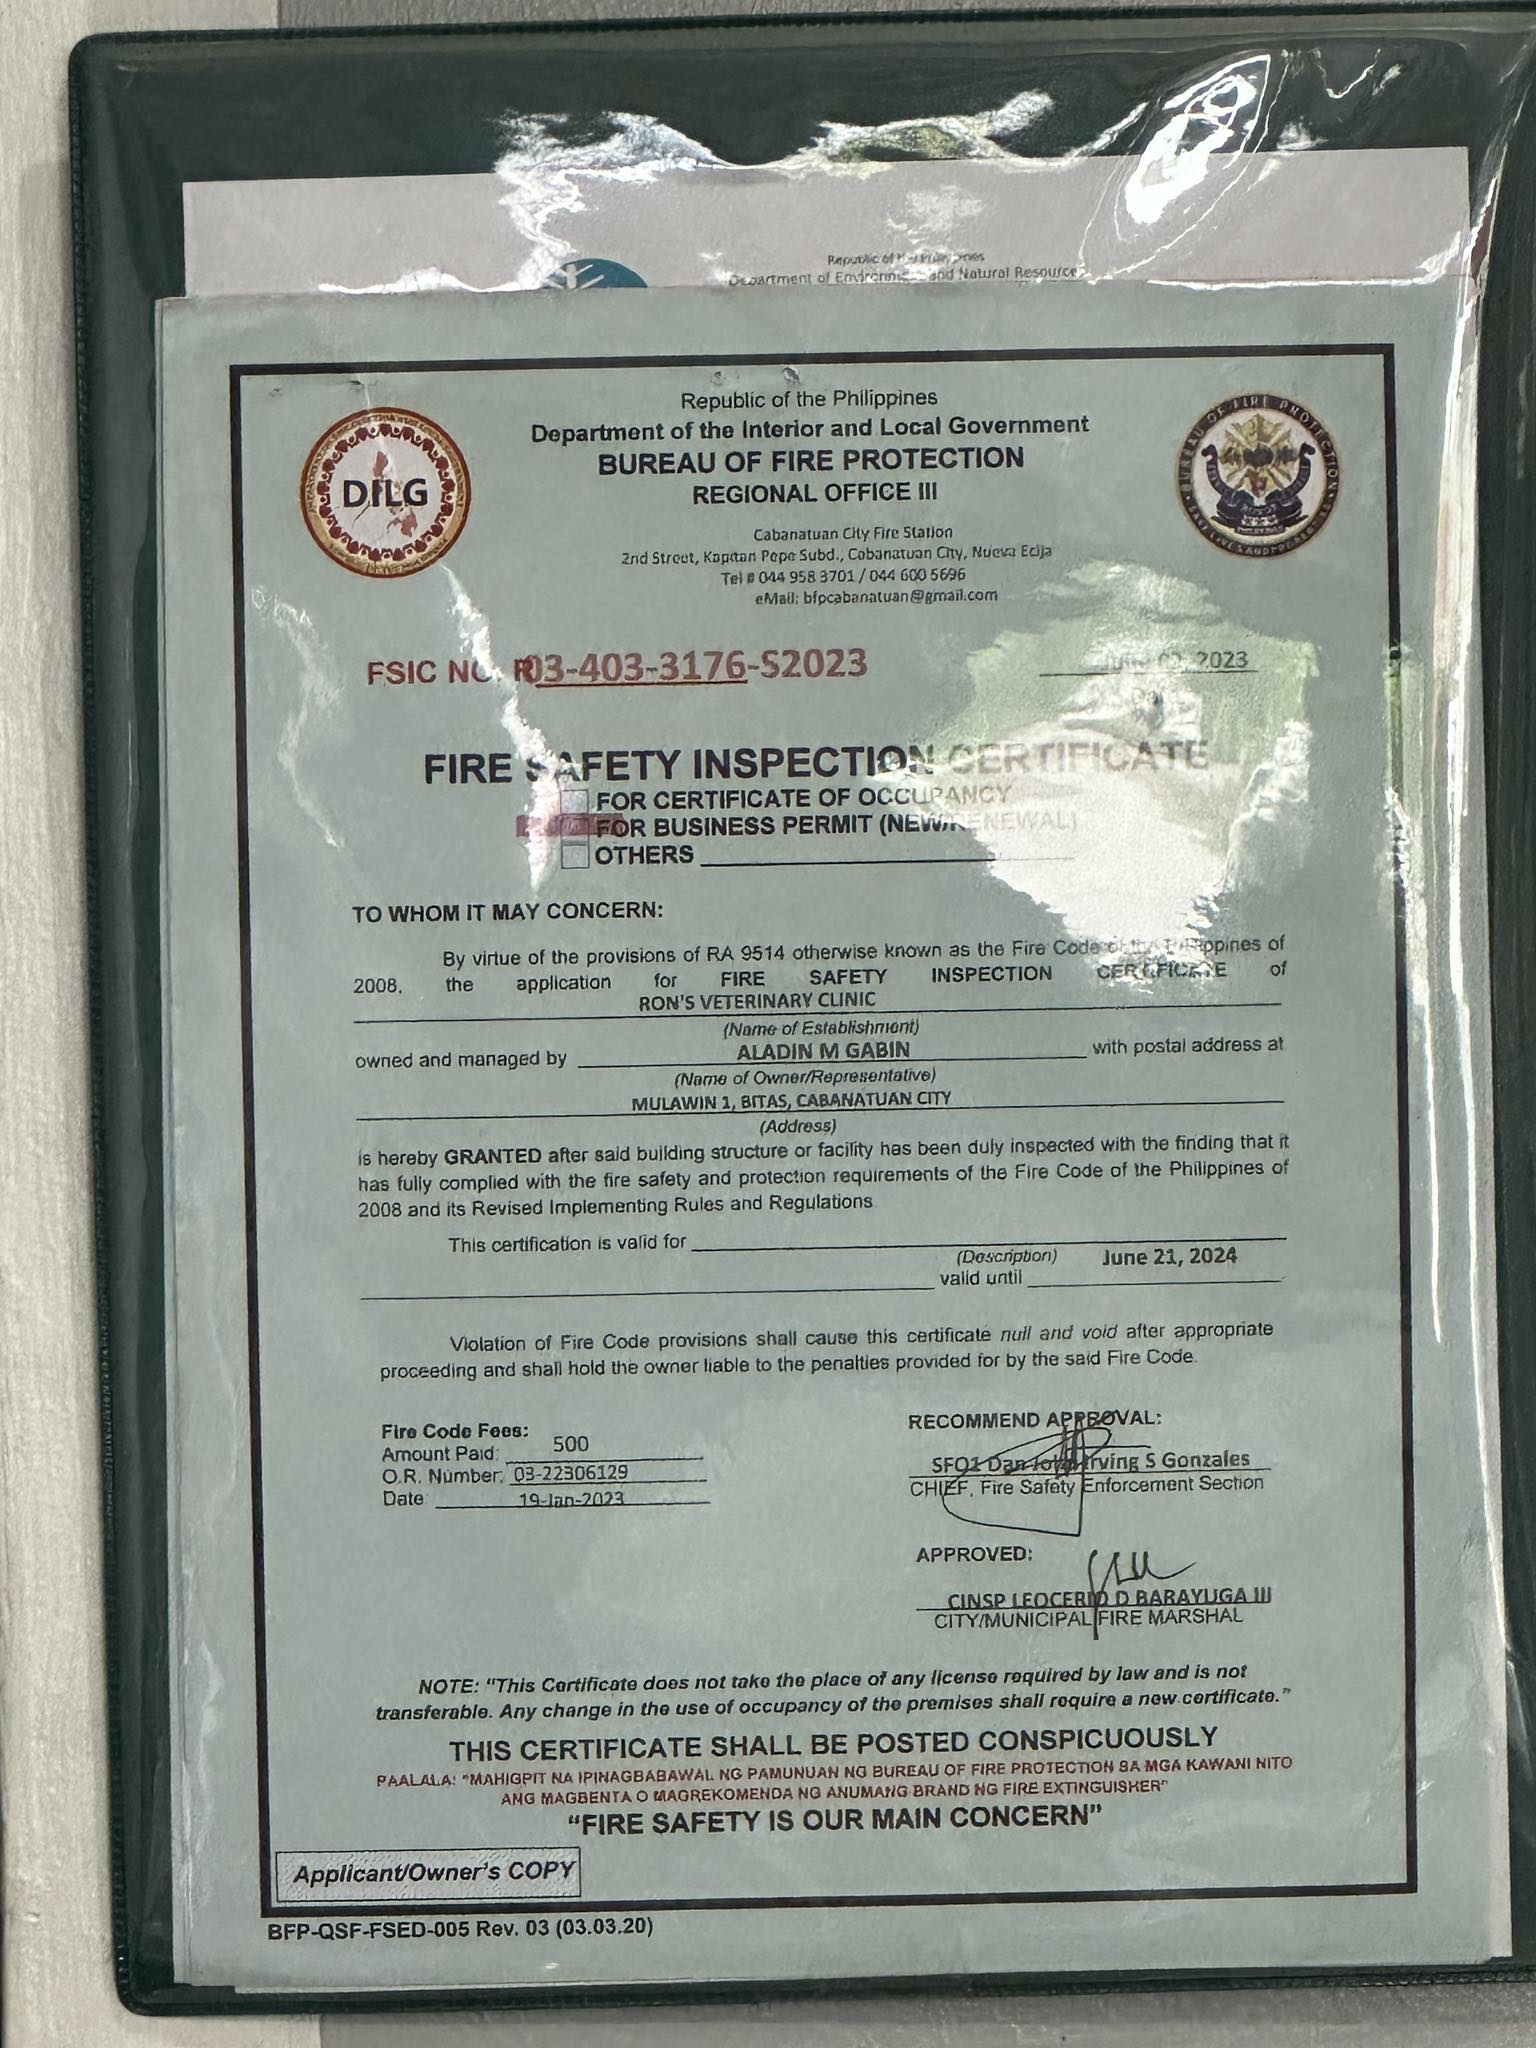 Republic of
Department of Environment and Natural Resources
Republic of the Philippines
Department of the Interior and Local Government
BUREAU OF FIRE PROTECTION
REGIONAL OFFICE III
DILG
BUREAU OF FIRE PROTECTION
Cabanatuan City Fire Station
2nd Street, Kapitan Pepe Subd., Cabanatuan City, Nueva Ecija
Tel # 044 958 3701 / 044 600 5696
eMail: bfpcabanatuan@gmail.com
FSIC NO. R03-403-3176-S2023
2023
FIRE SAFETY INSPECTION CERTIFICATE
FOR CERTIFICATE OF OCCUPANCY
FOR BUSINESS PERMIT (NEW/RENEWAL)
OTHERS
TO WHOM IT MAY CONCERN:
By virtue of the provisions of RA 9514 otherwise known as the Fire Code of the Philippines of
2008, the application for FIRE SAFETY INSPECTION CERTIFICATE of
RON'S VETERINARY CLINIC
(Name of Establishment)
owned and managed by ALADIN M GABIN with postal address at
(Name of Owner/Representative)
MULAWIN 1, BITAS, CABANATUAN CITY
(Address)
is hereby GRANTED after said building structure or facility has been duly inspected with the finding that it
has fully complied with the fire safety and protection requirements of the Fire Code of the Philippines of
2008 and its Revised Implementing Rules and Regulations
This certification is valid for
(Description) June 21, 2024
valid until
Violation of Fire Code provisions shall cause this certificate null and void after appropriate
proceeding and shall hold the owner liable to the penalties provided for by the said Fire Code.
Fire Code Fees:
Amount Paid: 500
O.R. Number: 03-22306129
Date 19-Jan-2023
RECOMMEND APPROVAL:
SFO1 Dan Irving S Gonzales
CHIEF, Fire Safety Enforcement Section
APPROVED:
CINSP LEOCERIO D BARAYUGA III
CITY/MUNICIPAL FIRE MARSHAL
NOTE: "This Certificate does not take the place of any license required by law and is not
transferable. Any change in the use of occupancy of the premises shall require a new certificate."
THIS CERTIFICATE SHALL BE POSTED CONSPICUOUSLY
PAALALA: "MAHIGPIT NA IPINAGBABAWAL NG PAMUNUAN NG BUREAU OF FIRE PROTECTION SA MGA KAWANI NITO
ANG MAGBENTA O MAGREKOMENDA NG ANUMANG BRAND NG FIRE EXTINGUISHER"
"FIRE SAFETY IS OUR MAIN CONCERN"
Applicant/Owner's COPY
BFP-QSF-FSED-005 Rev. 03 (03.03.20)